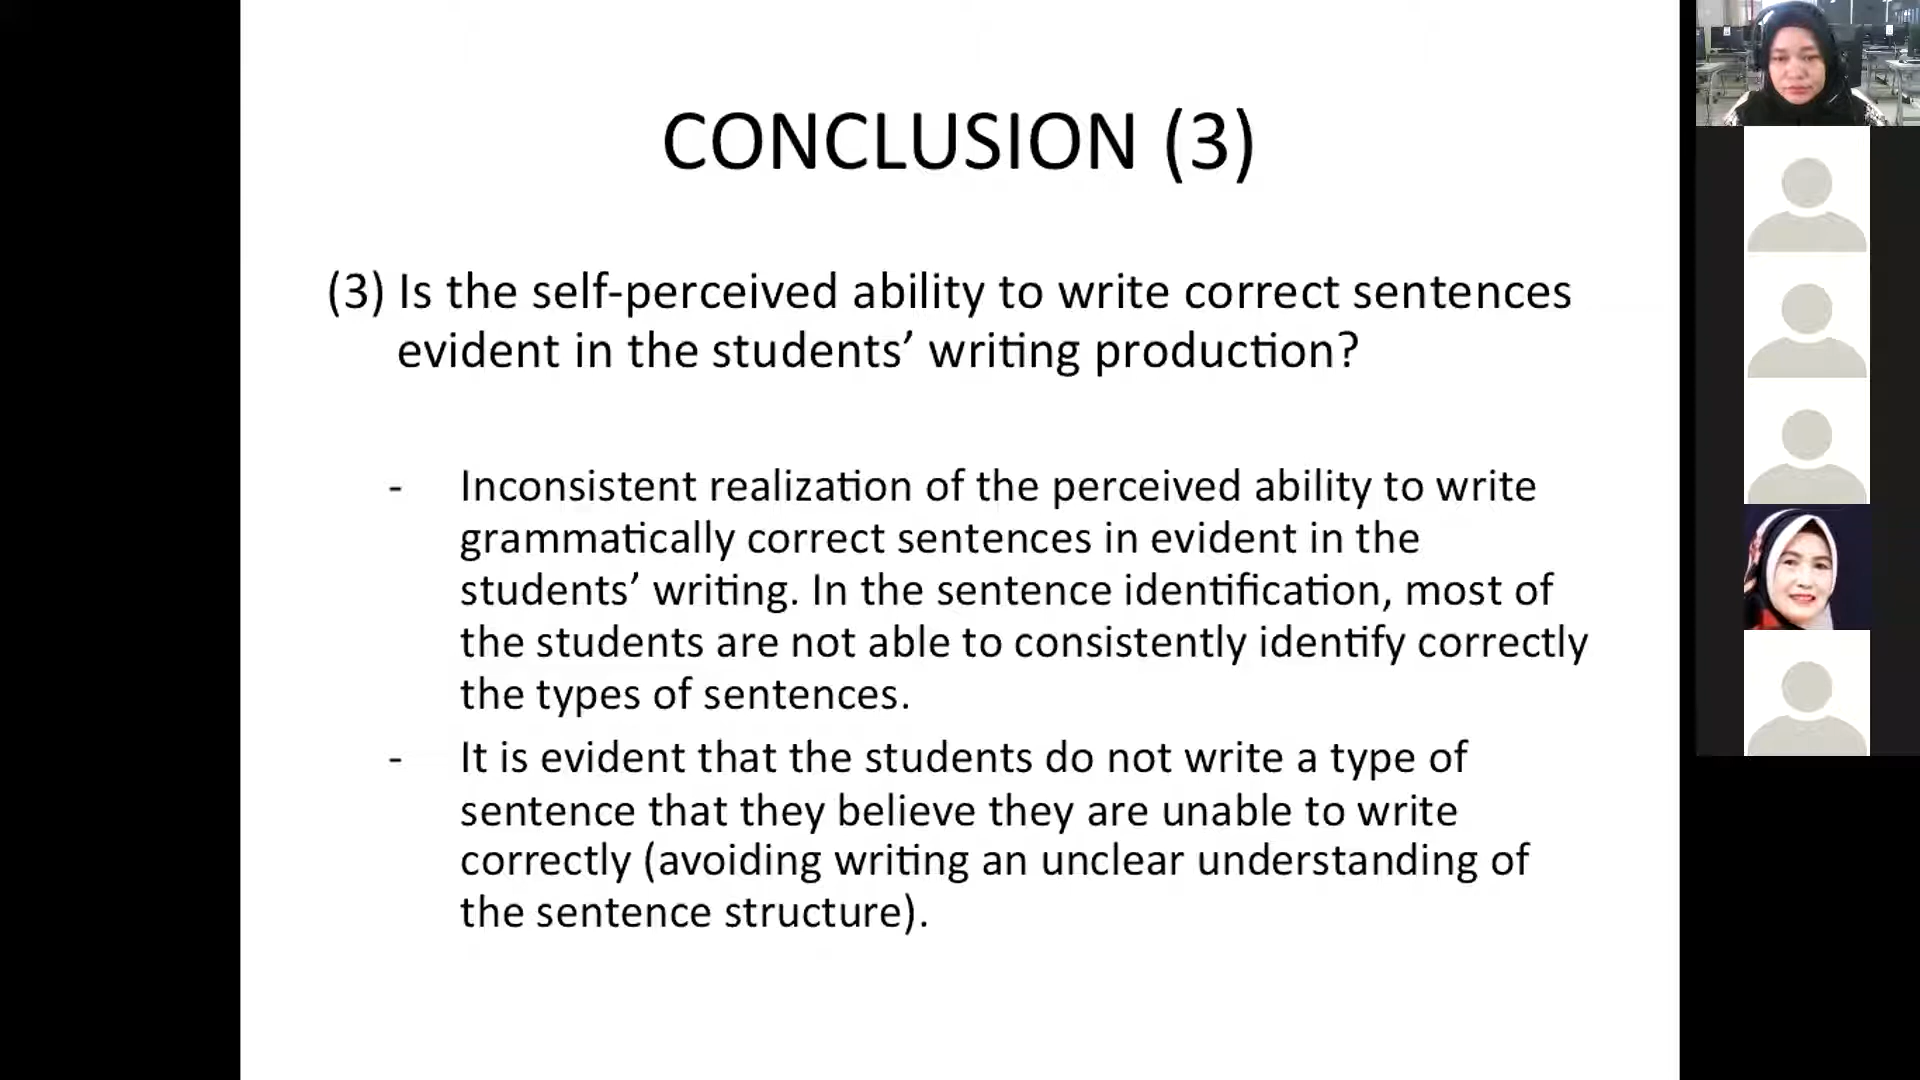 CONCLUSION (3)
(3) Is the self-perceived ability to write correct sentences
evident in the students’ writing production?
- Inconsistent realization of the perceived ability to write
grammatically correct sentences in evident in the
students’ writing. In the sentence identification, most of
the students are not able to consistently identify correctly
the types of sentences.
- It is evident that the students do not write a type of
sentence that they believe they are unable to write
correctly (avoiding writing an unclear understanding of
the sentence structure).